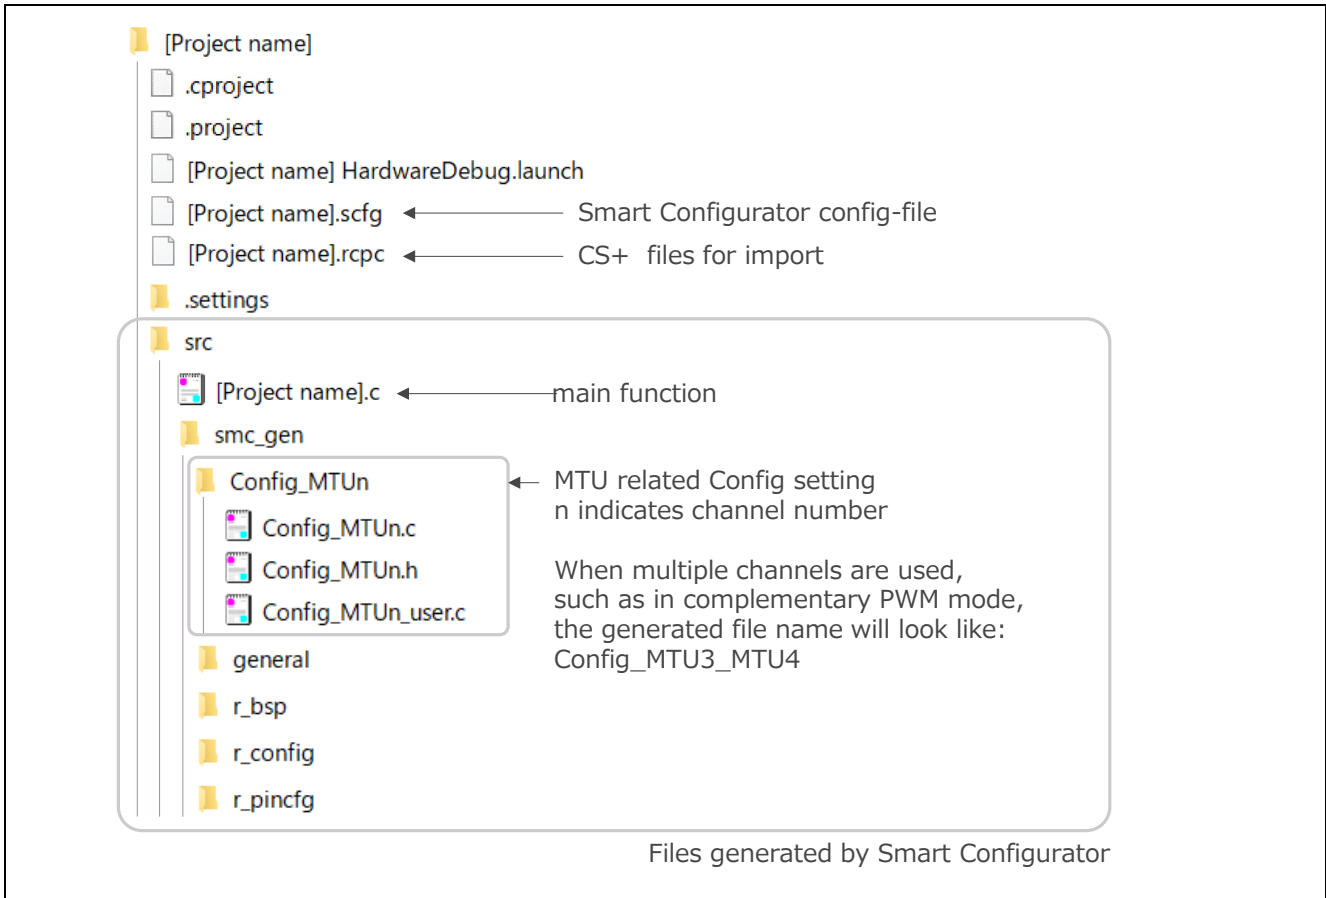 [Project name]
.cproject
.project
[Project name] HardwareDebug.launch
[Project name].scfg
Smart Configurator config-file
[Project name].rcpc
CS+ files for import
.settings
src
[Project name].c
main function
smc_gen
Config_MTUn
MTU related Config setting
n indicates channel number
Config_MTUn.c
Config_MTUn.h
Config_MTUn_user.c
When multiple channels are used,
such as in complementary PWM mode,
the generated file name will look like:
Config_MTU3_MTU4
general
r_bsp
r_config
r_pincfg
Files generated by Smart Configurator